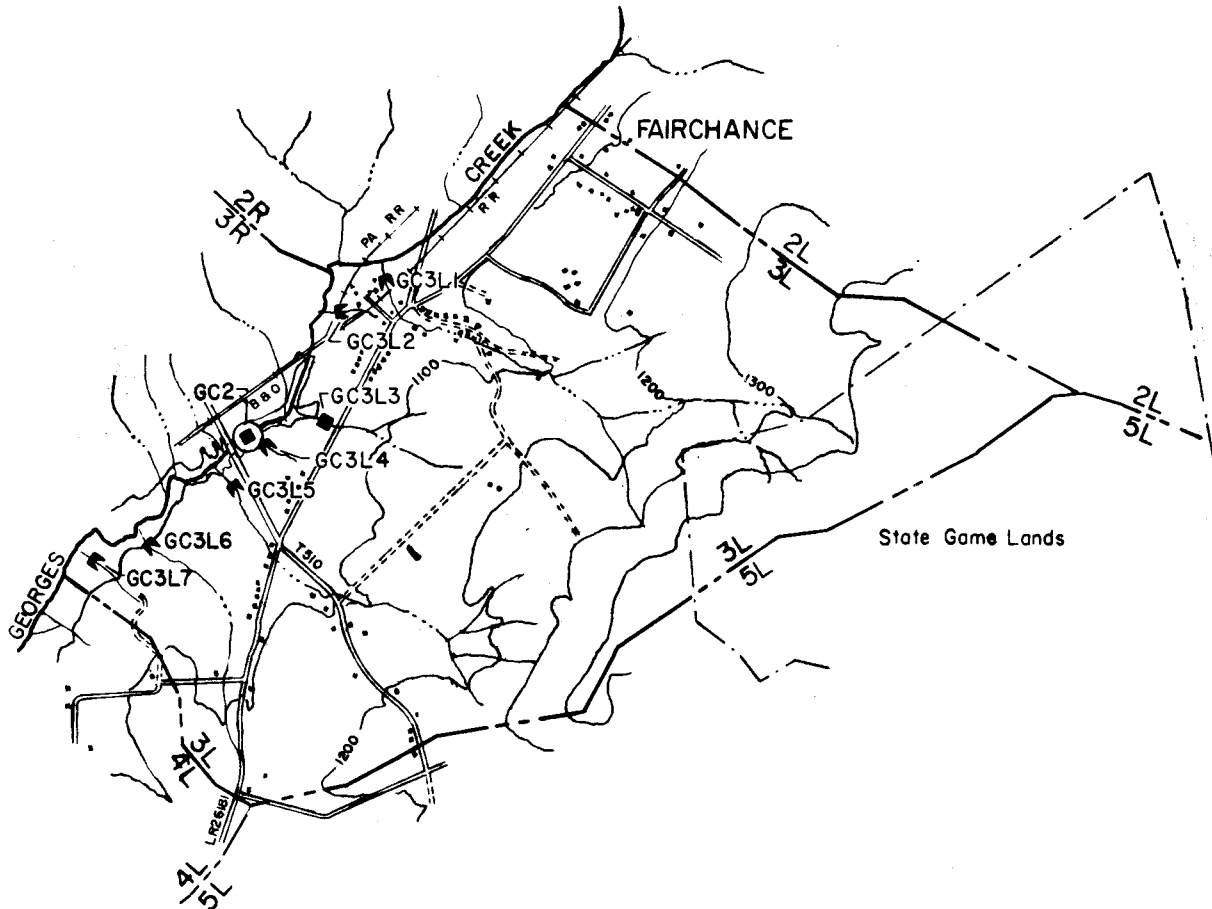 FAIRCHANCE
CREEK
RR
PA RR
2R
3R
2L
3L
GC3L1
GC3L2
1100
1200
1300
GC2
B&O
GC3L3
2L
5L
GC3L4
GC3L5
State Game Lands
GC3L6
T510
3L
5L
GC3L7
GEORGES
1200
3L
4L
LR26181
4L
5L